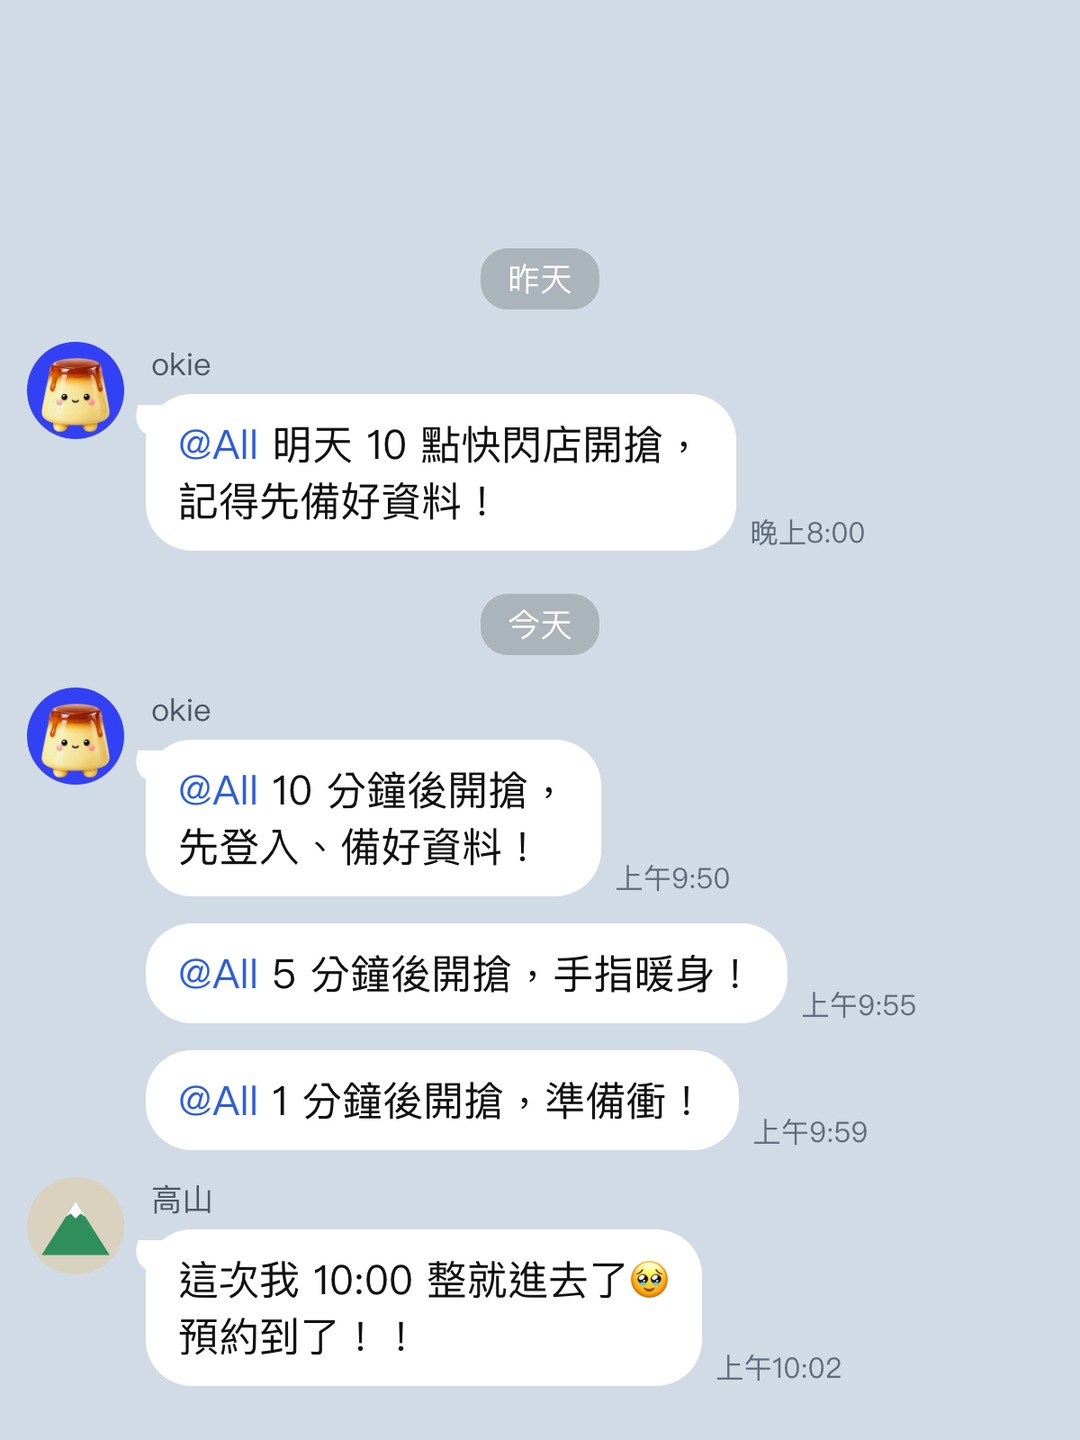 昨天
okie
@All 明天 10 點快閃店開搶，
記得先備好資料！
晚上8:00
今天
okie
@All 10 分鐘後開搶，
先登入、備好資料！
上午9:50
@All 5 分鐘後開搶，手指暖身！
上午9:55
@All 1 分鐘後開搶，準備衝！
上午9:59
高山
這次我 10:00 整就進去了🥹
預約到了！！
上午10:02